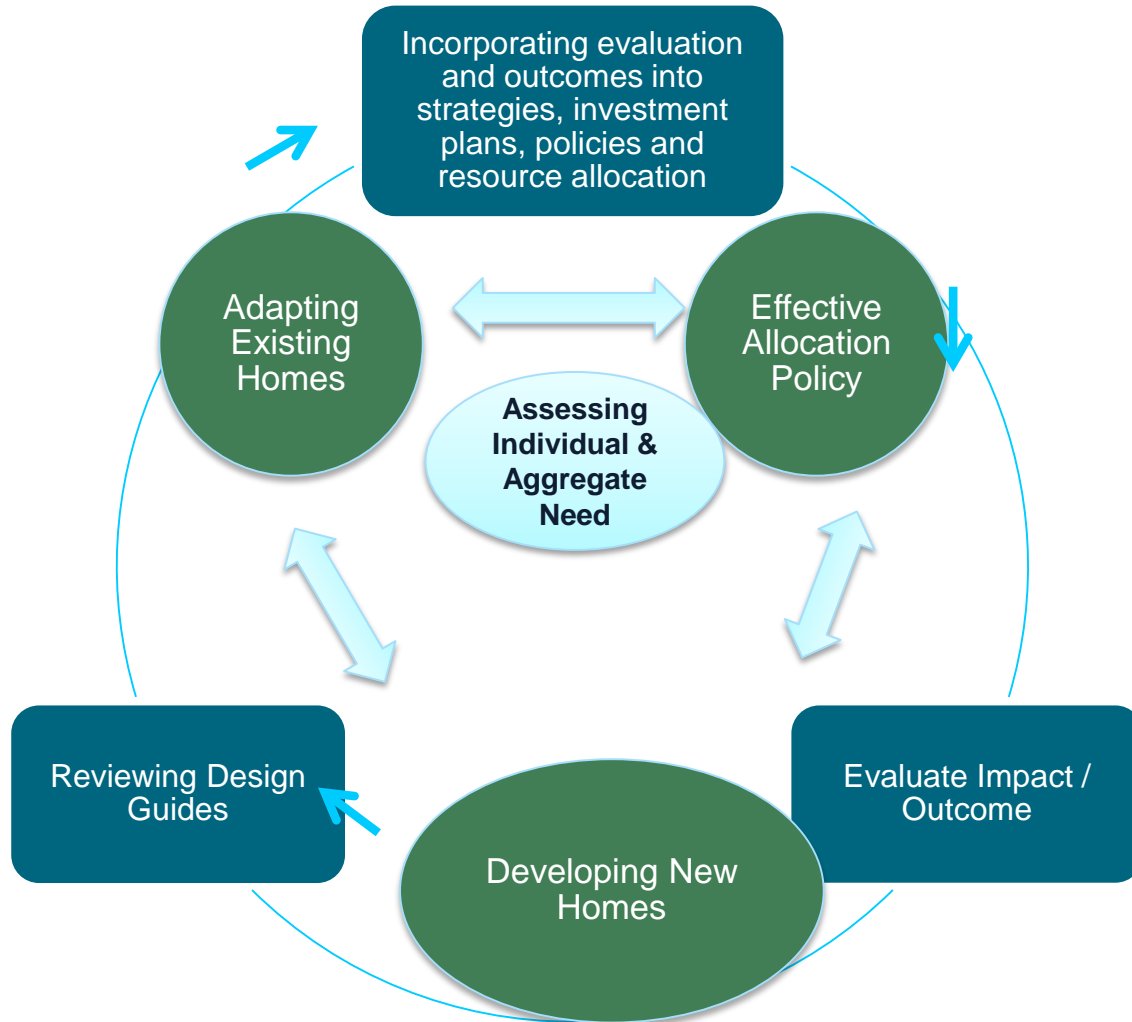 Incorporating evaluation
and outcomes into
strategies, investment
plans, policies and
resource allocation
Adapting
Existing
Homes
Effective
Allocation
Policy
Assessing
Individual &
Aggregate
Need
Reviewing Design
Guides
Evaluate Impact /
Outcome
Developing New
Homes